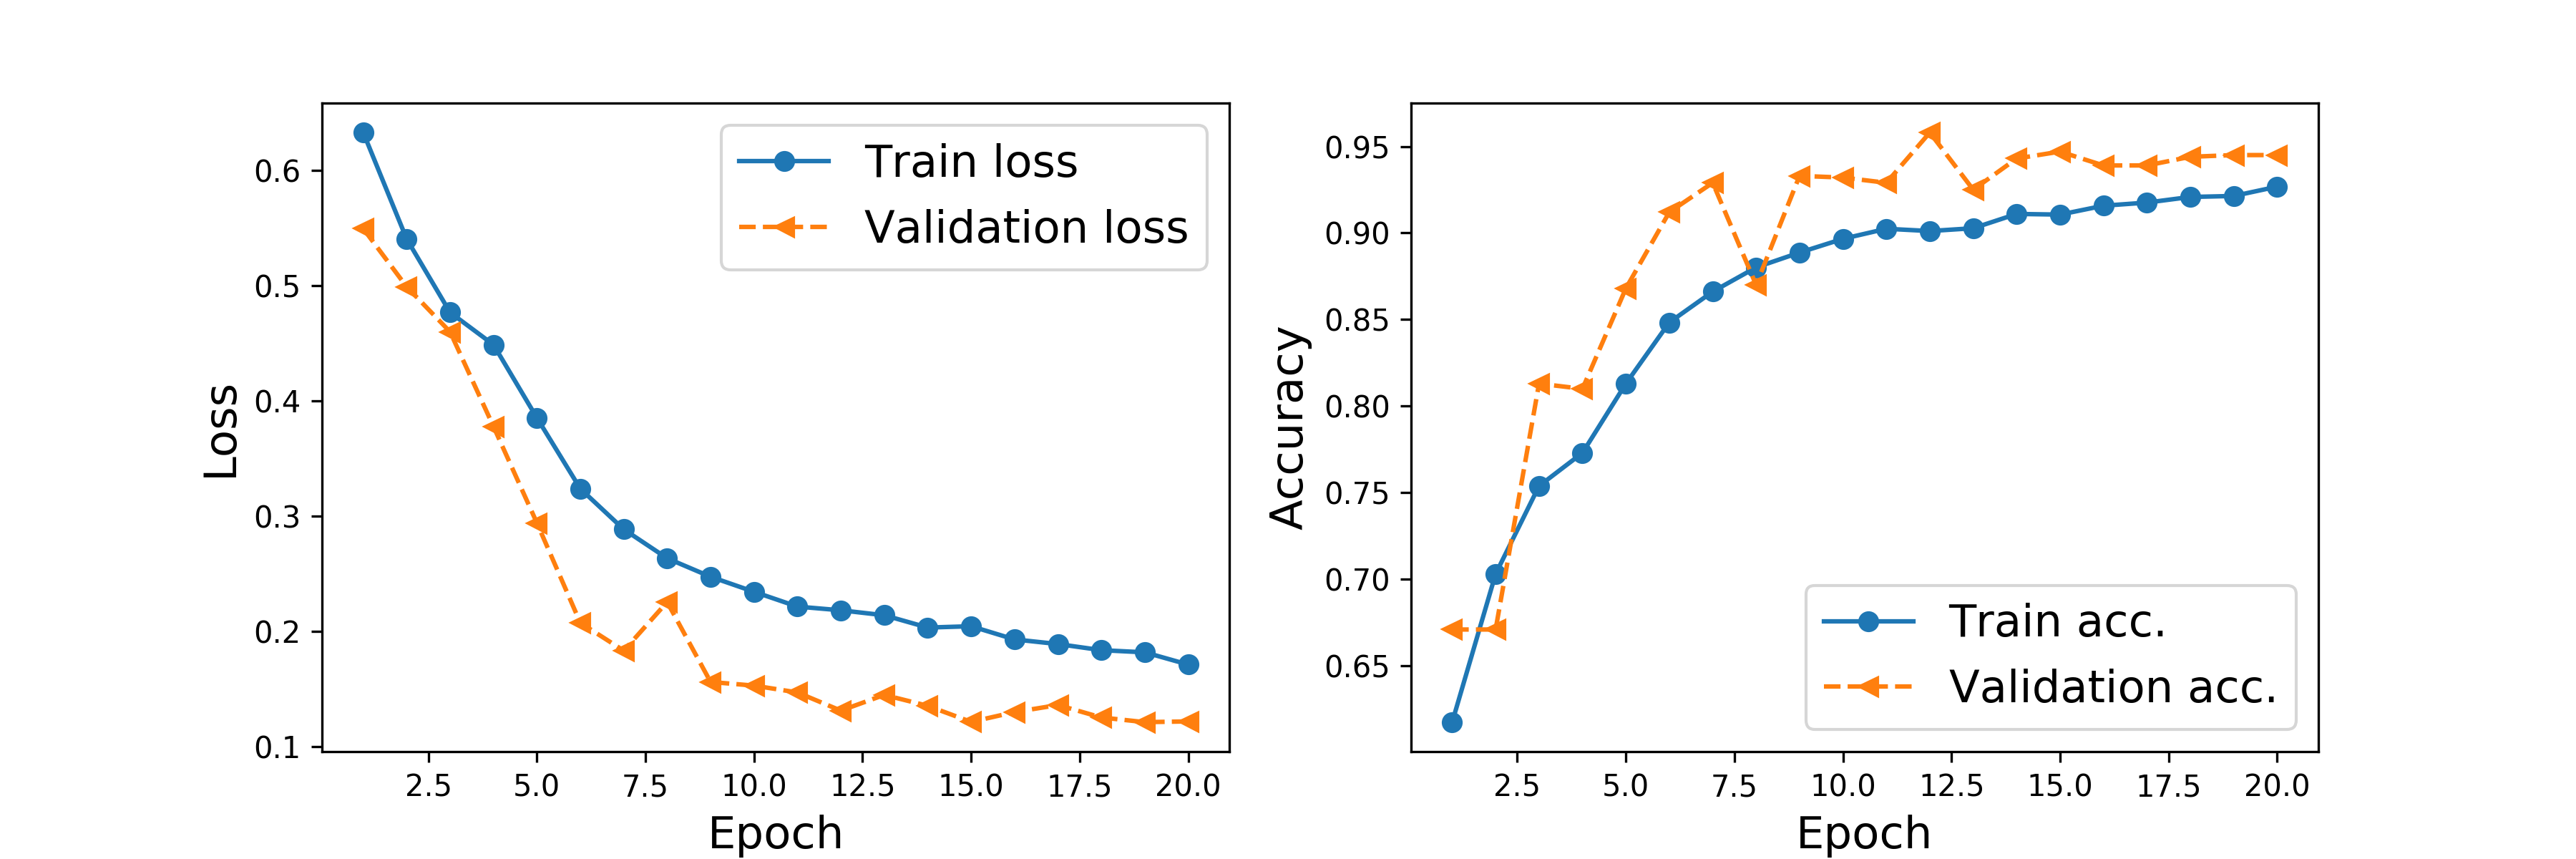 0.6
0.5
0.4
0.3
0.2
0.1
Loss
Train loss
Validation loss
2.5 5.0 7.5 10.0 12.5 15.0 17.5 20.0
Epoch
0.95
0.90
0.85
0.80
0.75
0.70
0.65
Accuracy
Train acc.
Validation acc.
2.5 5.0 7.5 10.0 12.5 15.0 17.5 20.0
Epoch